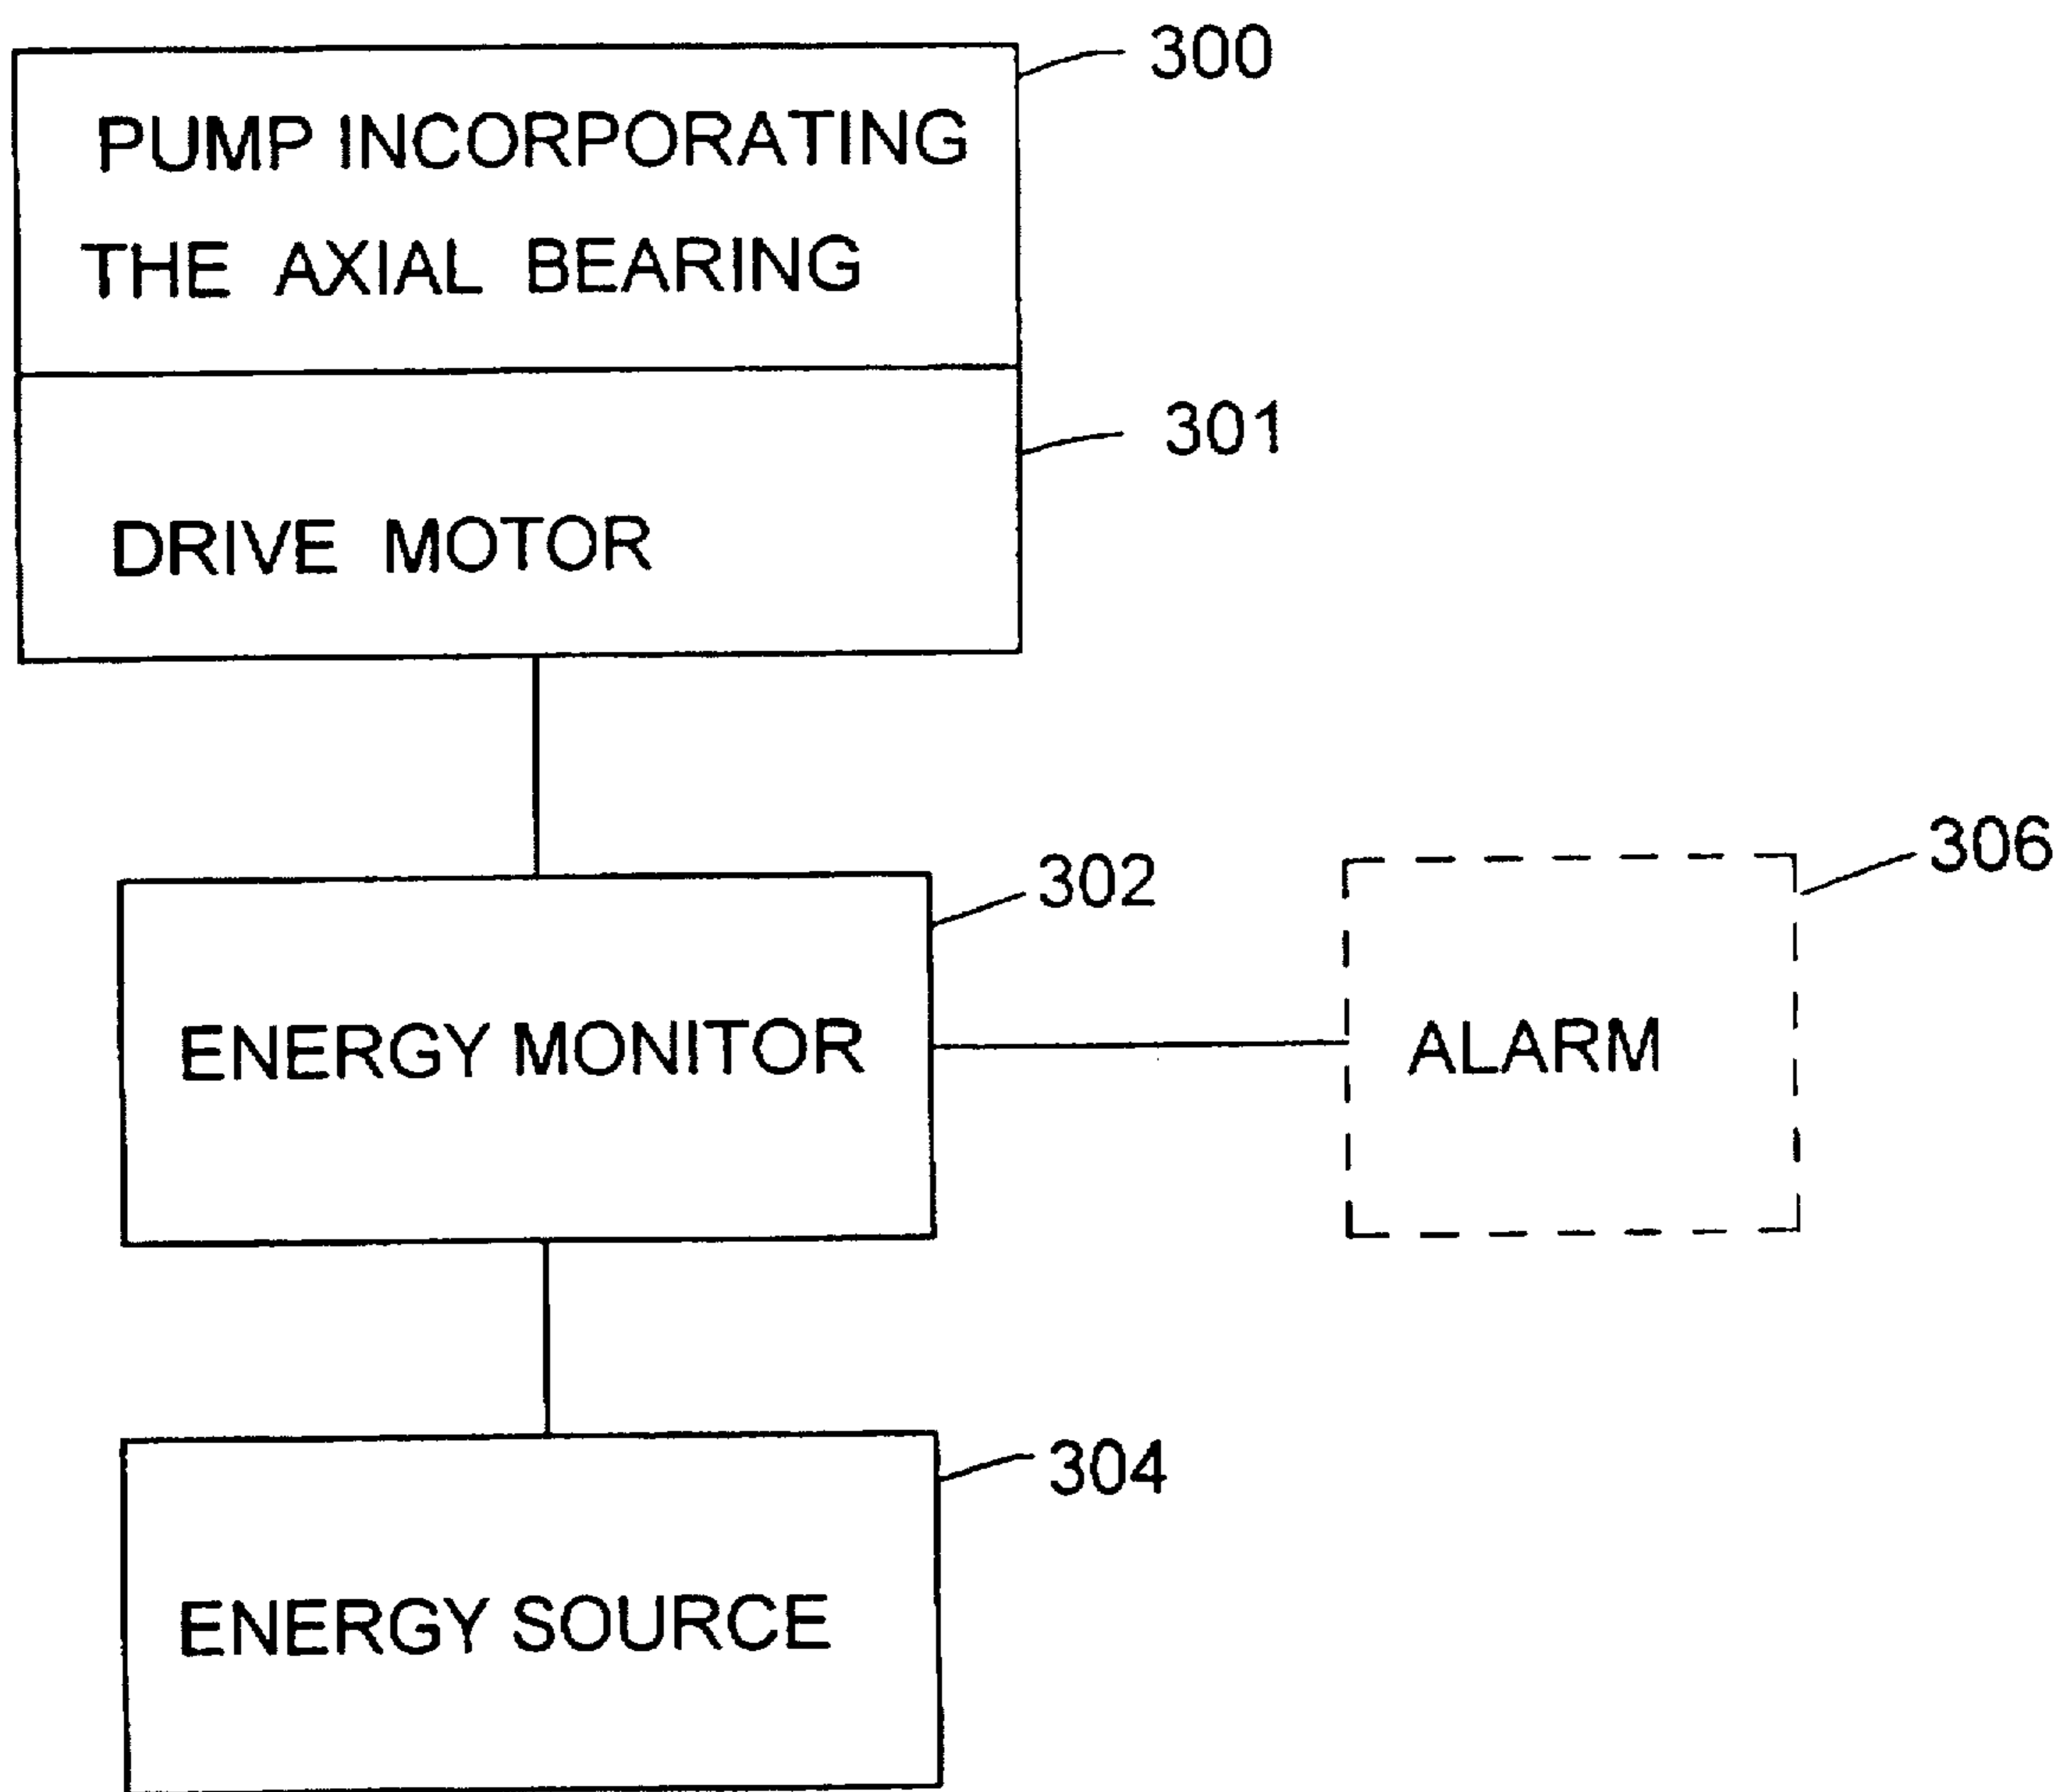 300
PUMP INCORPORATING
THE AXIAL BEARING
301
DRIVE MOTOR
302
306
ENERGY MONITOR
ALARM
304
ENERGY SOURCE